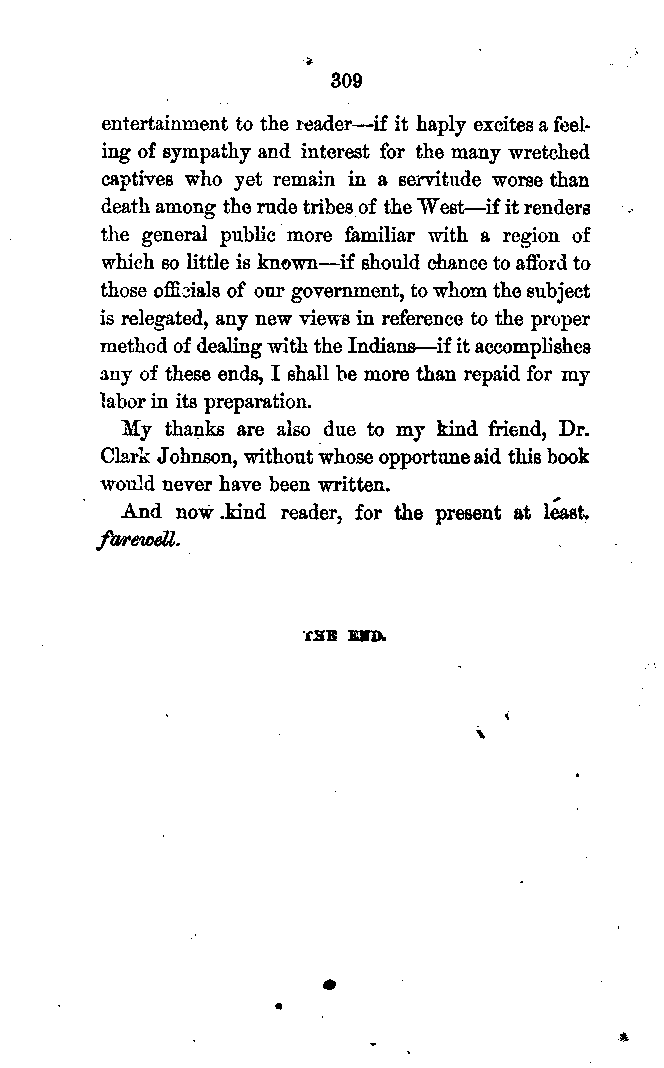 309
entertainment to the reader—if it haply excites a feel-
ing of sympathy and interest for the many wretched
captives who yet remain in a servitude worse than
death among the rude tribes of the West—if it renders
the general public more familiar with a region of
which so little is known—if should chance to afford to
those officials of our government, to whom the subject
is relegated, any new views in reference to the proper
method of dealing with the Indians—if it accomplishes
any of these ends, I shall be more than repaid for my
labor in its preparation.
My thanks are also due to my kind friend, Dr.
Clark Johnson, without whose opportune aid this book
would never have been written.
And now kind reader, for the present at least,
farewell.
THE END.